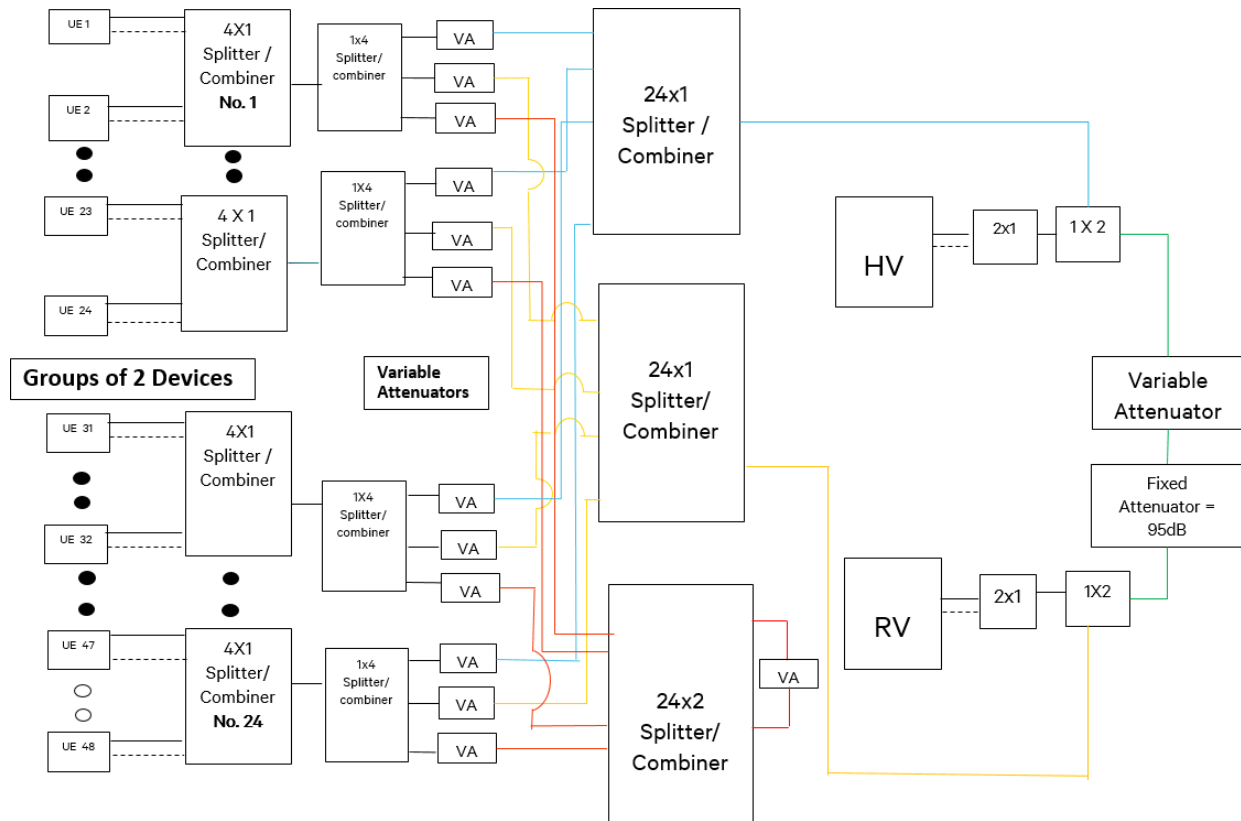 UE 1
4X1
Splitter /
Combiner
No. 1
1x4
Splitter/
combiner
VA
VA
VA
UE 2
24x1
Splitter /
Combiner
UE 23
4 X 1
Splitter/
Combiner
1X4
Splitter/
combiner
VA
VA
VA
UE 24
HV
2x1
1 X 2
Groups of 2 Devices
Variable
Attenuators
24x1
Splitter/
Combiner
Variable
Attenuator
Fixed
Attenuator =
95dB
UE 31
4X1
Splitter /
Combiner
1X4
Splitter/
combiner
VA
VA
VA
UE 32
RV
2x1
1X2
UE 47
4X1
Splitter/
Combiner
No. 24
1x4
Splitter/
combiner
VA
VA
VA
UE 48
24x2
Splitter/
Combiner
VA